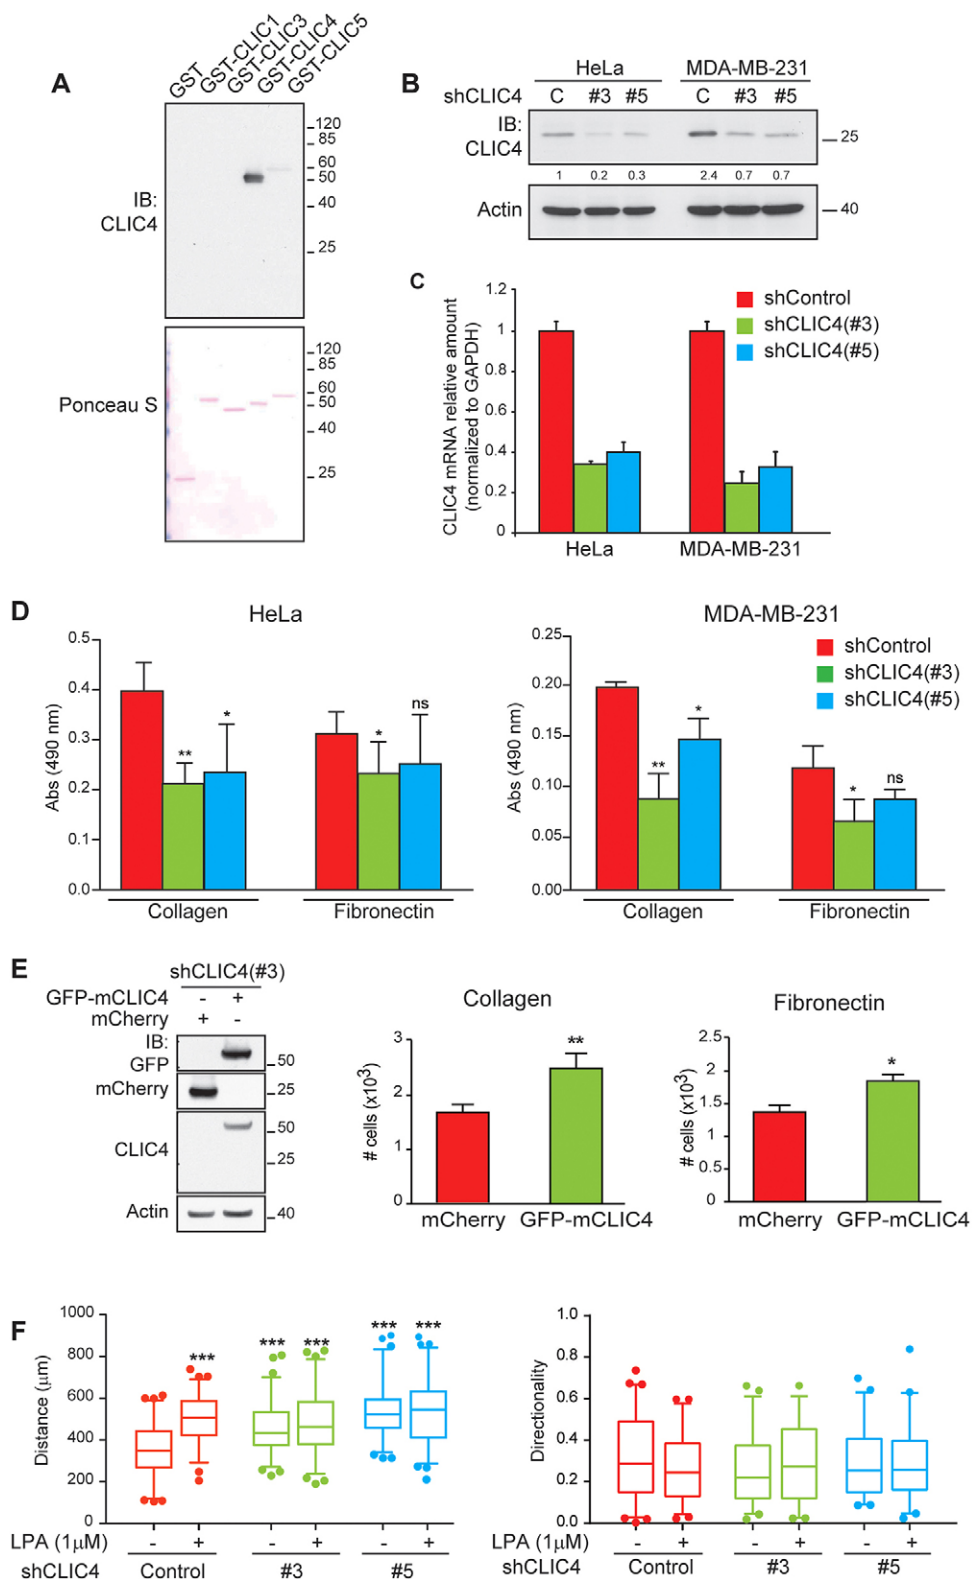 A
GST
GST-CLIC1
GST-CLIC3
GST-CLIC4
GST-CLIC5
IB:
CLIC4
120
85
60
50
40
25
Ponceau S
120
85
60
50
40
25
B
HeLa
MDA-MB-231
shCLIC4
C #3 #5 C #3 #5
IB:
CLIC4
25
1 0.2 0.3 2.4 0.7 0.7
Actin
40
C
CLIC4 mRNA relative amount
(normalized to GAPDH)
1.2
1
0.8
0.6
0.4
0.2
0
shControl
shCLIC4(#3)
shCLIC4(#5)
HeLa
MDA-MB-231
D
HeLa
Abs (490 nm)
0.5
0.4
0.3
0.2
0.1
0.0
** * * ns
Collagen
Fibronectin
MDA-MB-231
Abs (490 nm)
0.25
0.20
0.15
0.10
0.05
0.00
shControl
shCLIC4(#3)
shCLIC4(#5)
** * * ns
Collagen
Fibronectin
E
shCLIC4(#3)
GFP-mCLIC4 - +
mCherry + -
IB:
GFP
50
mCherry
25
CLIC4
50
25
Actin
40
Collagen
# cells (x10³)
3
2
1
0
**
mCherry
GFP-mCLIC4
Fibronectin
# cells (x10³)
2.5
2
1.5
1
0.5
0
*
mCherry
GFP-mCLIC4
F
Distance (µm)
1000
800
600
400
200
0
*** *** *** *** ***
LPA (1µM) - + - + - +
shCLIC4 Control #3 #5
Directionality
1.0
0.8
0.6
0.4
0.2
0.0
LPA (1µM) - + - + - +
shCLIC4 Control #3 #5